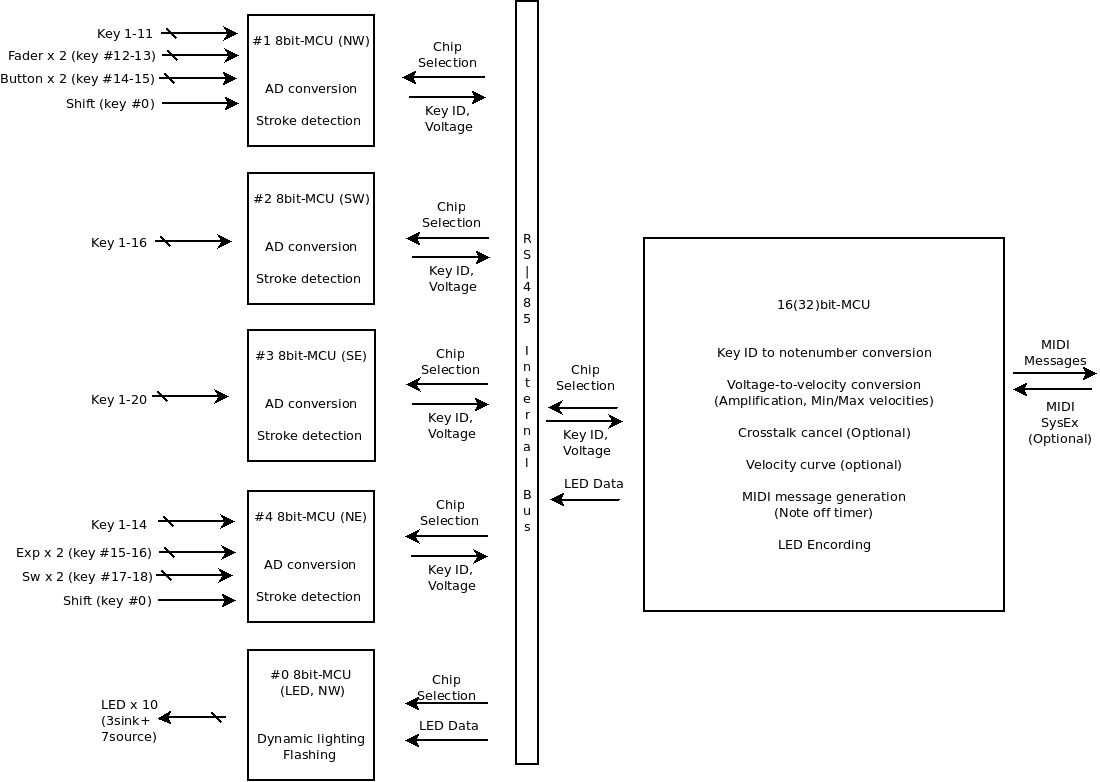 Key 1-11
Fader x 2 (key #12-13)
Button x 2 (key #14-15)
Shift (key #0)
#1 8bit-MCU (NW)
AD conversion
Stroke detection
Chip
Selection
Key ID,
Voltage
Key 1-16
#2 8bit-MCU (SW)
AD conversion
Stroke detection
Chip
Selection
Key ID,
Voltage
Key 1-20
#3 8bit-MCU (SE)
AD conversion
Stroke detection
Chip
Selection
Key ID,
Voltage
Key 1-14
Exp x 2 (key #15-16)
Sw x 2 (key #17-18)
Shift (key #0)
#4 8bit-MCU (NE)
AD conversion
Stroke detection
Chip
Selection
Key ID,
Voltage
LED x 10
(3sink+
7source)
#0 8bit-MCU
(LED, NW)
Dynamic lighting
Flashing
Chip
Selection
LED Data
RS|485 Internal Bus
Chip
Selection
Key ID,
Voltage
LED Data
16(32)bit-MCU
Key ID to notenumber conversion
Voltage-to-velocity conversion
(Amplification, Min/Max velocities)
Crosstalk cancel (Optional)
Velocity curve (optional)
MIDI message generation
(Note off timer)
LED Encording
MIDI
Messages
MIDI
SysEx
(Optional)